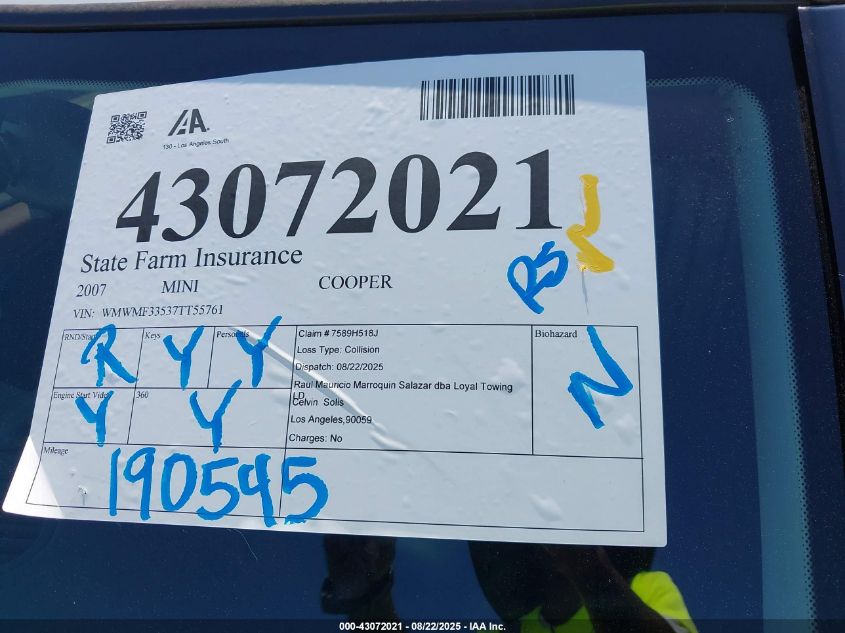 IAA
130 - Los Angeles South
43072021
State Farm Insurance
2007 MINI COOPER
VIN: WMWMF33537TT55761
RS
RND/Start R
Keys Y
Personals Y
Claim # 7589H518J
Loss Type: Collision
Dispatch: 08/22/2025
Raul Mauricio Marroquin Salazar dba Loyal Towing
LD
Celvin Solis
Los Angeles,90059
Charges: No
Biohazard N
Engine Start Video Y
360 Y
Mileage 190545
000-43072021 - 08/22/2025 - IAA Inc.